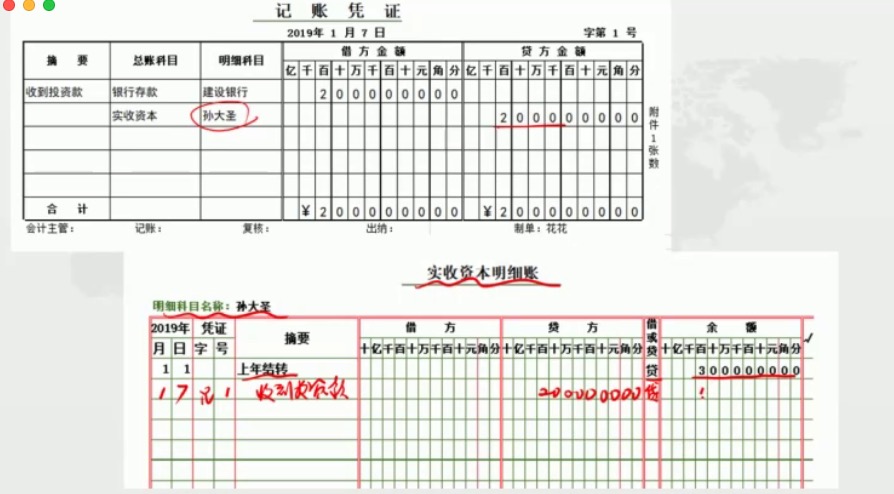 记 账 凭 证
2019年 1 月 7 日 字第 1 号
摘 要 总账科目 明细科目 借 方 金 额 贷 方 金 额
亿 千 百 十 万 千 百 十 元 角 分 亿 千 百 十 万 千 百 十 元 角 分
收到投资款 银行存款 建设银行 2 0 0 0 0 0 0 0 0
实收资本 孙大圣 2 0 0 0 0 0 0 0 0
附件1张数
合 计 ¥ 2 0 0 0 0 0 0 0 0 ¥ 2 0 0 0 0 0 0 0 0
会计主管: 记账: 复核: 出纳: 制单: 花花
实收资本明细账
明细科目名称: 孙大圣
2019年 凭证 摘要 借 方 贷 方 借或贷 余 额
月 日 字 号 十 亿 千 百 十 万 千 百 十 元 角 分 十 亿 千 百 十 万 千 百 十 元 角 分 十 亿 千 百 十 万 千 百 十 元 角 分
1 1 上年结转 贷 3 0 0 0 0 0 0 0 0
1 7 记 1 收到投资款 200000000 贷